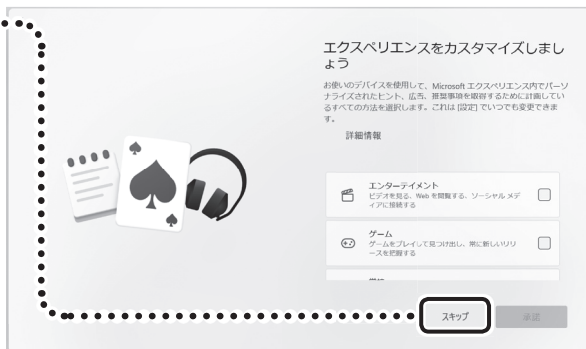 エクスペリエンスをカスタマイズしまし
ょう
お使いのデバイスを使用して、Microsoft エクスペリエンス内でパーソ
ナライズされたヒント、広告、推奨事項を取得するために計画してい
るすべての方法を選択します。これは [設定] でいつでも変更できま
す。
詳細情報
エンターテイメント
ビデオを見る、Web を閲覧する、ソーシャル メデ
ィアに接続する
ゲーム
ゲームをプレイして見つけ出し、常に新しいリリ
ースを把握する
スキップ
承諾